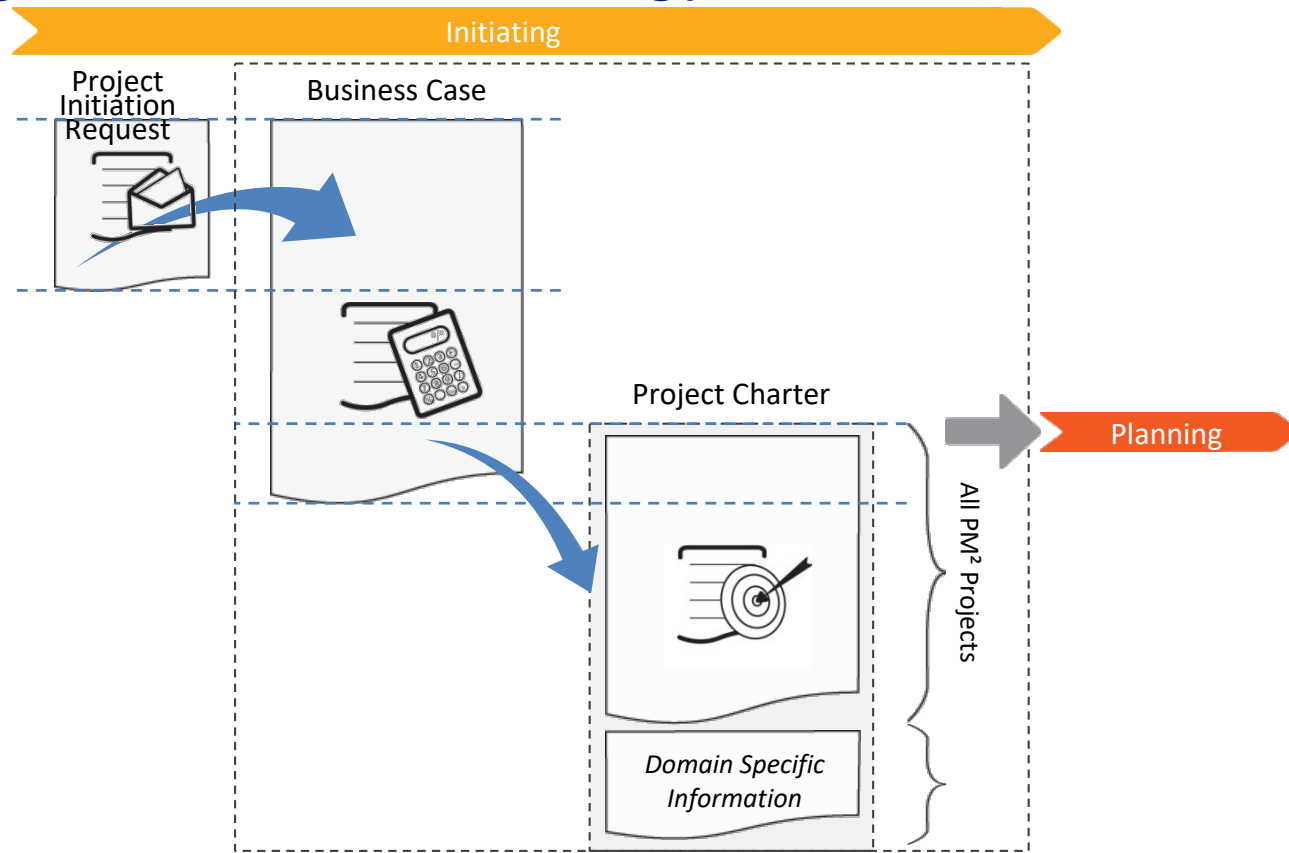 Initiating
Project
Initiation
Request
Business Case
Project Charter
Planning
All PM² Projects
Domain Specific
Information